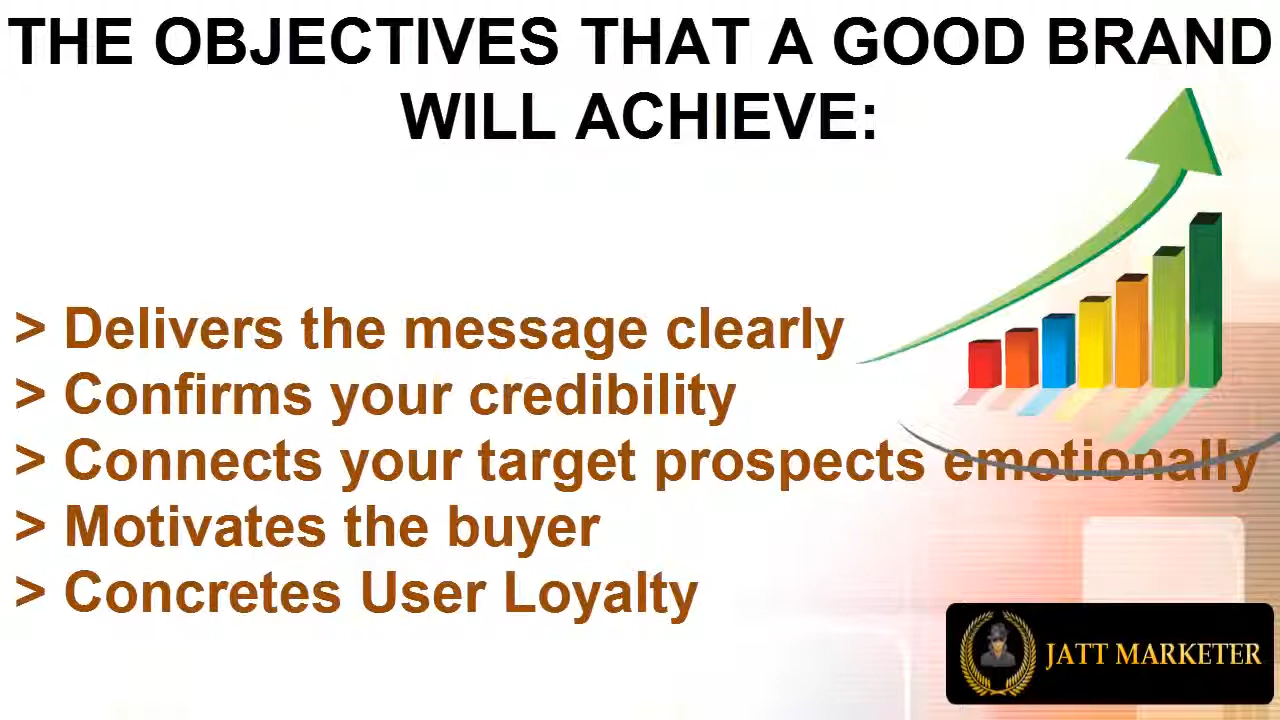 THE OBJECTIVES THAT A GOOD BRAND
WILL ACHIEVE:
> Delivers the message clearly
> Confirms your credibility
> Connects your target prospects emotionally
> Motivates the buyer
> Concretes User Loyalty
JATT MARKETER